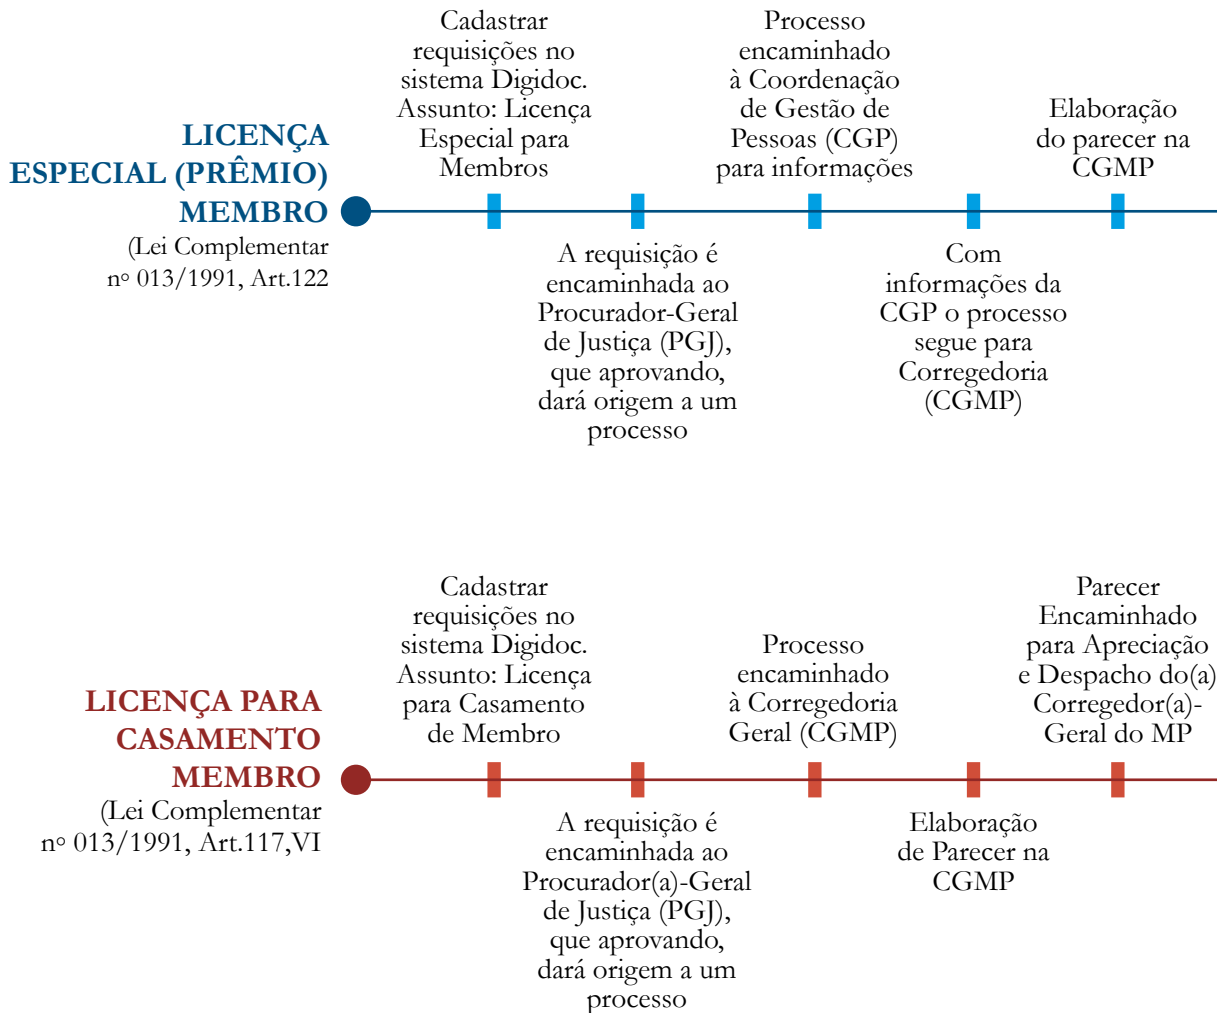 LICENÇA
ESPECIAL (PRÊMIO)
MEMBRO
(Lei Complementar
nº 013/1991, Art.122
Cadastrar
requisições no
sistema Digidoc.
Assunto: Licença
Especial para
Membros
A requisição é
encaminhada ao
Procurador-Geral
de Justiça (PGJ),
que aprovando,
dará origem a um
processo
Processo
encaminhado
à Coordenação
de Gestão de
Pessoas (CGP)
para informações
Com
informações da
CGP o processo
segue para
Corregedoria
(CGMP)
Elaboração
do parecer na
CGMP
LICENÇA PARA
CASAMENTO
MEMBRO
(Lei Complementar
nº 013/1991, Art.117,VI
Cadastrar
requisições no
sistema Digidoc.
Assunto: Licença
para Casamento
de Membro
A requisição é
encaminhada ao
Procurador(a)-Geral
de Justiça (PGJ),
que aprovando,
dará origem a um
processo
Processo
encaminhado
à Corregedoria
Geral (CGMP)
Elaboração
de Parecer na
CGMP
Parecer
Encaminhado
para Apreciação
e Despacho do(a)
Corregedor(a)-
Geral do MP